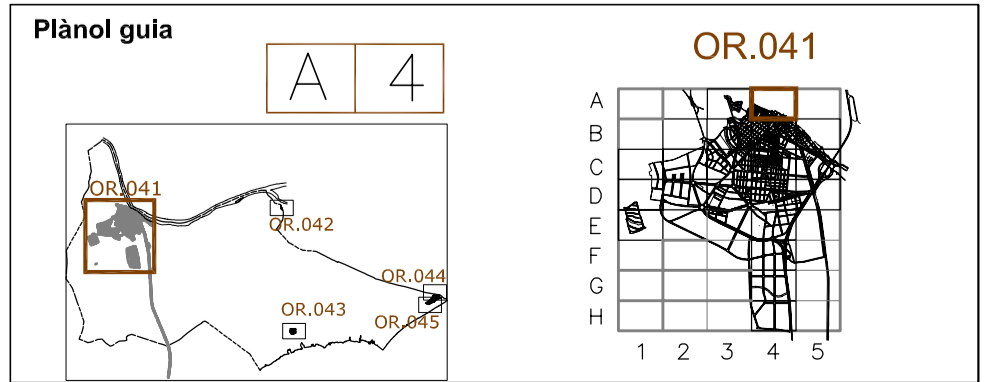 Plànol guia
A 4
OR.041
OR.042
OR.044
OR.043
OR.045
OR.041
A
B
C
D
E
F
G
H
1 2 3 4 5